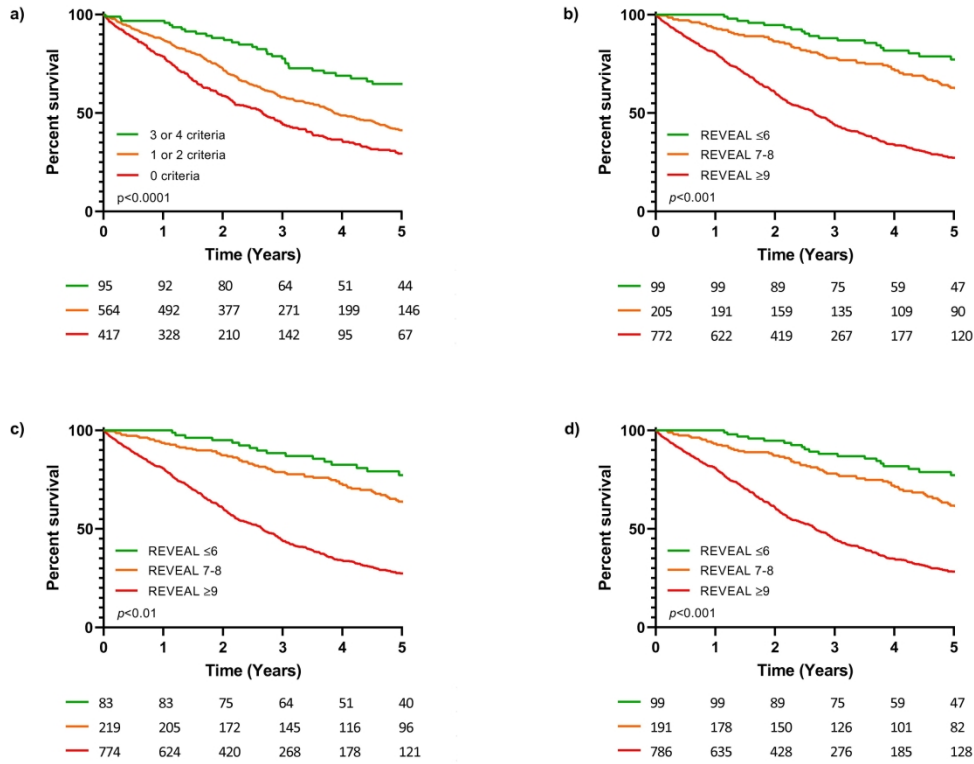 a)
Percent survival
100
50
0
3 or 4 criteria
1 or 2 criteria
0 criteria
p<0.0001
0 1 2 3 4 5
Time (Years)
95 92 80 64 51 44
564 492 377 271 199 146
417 328 210 142 95 67
b)
Percent survival
100
50
0
REVEAL ≤6
REVEAL 7-8
REVEAL ≥9
p<0.001
0 1 2 3 4 5
Time (Years)
99 99 89 75 59 47
205 191 159 135 109 90
772 622 419 267 177 120
c)
Percent survival
100
50
0
REVEAL ≤6
REVEAL 7-8
REVEAL ≥9
p<0.01
0 1 2 3 4 5
Time (Years)
83 83 75 64 51 40
219 205 172 145 116 96
774 624 420 268 178 121
d)
Percent survival
100
50
0
REVEAL ≤6
REVEAL 7-8
REVEAL ≥9
p<0.001
0 1 2 3 4 5
Time (Years)
99 99 89 75 59 47
191 178 150 126 101 82
786 635 428 276 185 128